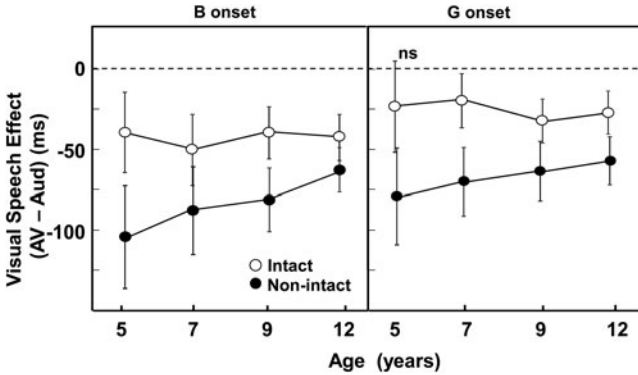 B onset
G onset
Visual Speech Effect
(AV – Aud) (ms)
0
-50
-100
ns
Intact
Non-intact
5
7
9
12
5
7
9
12
Age (years)